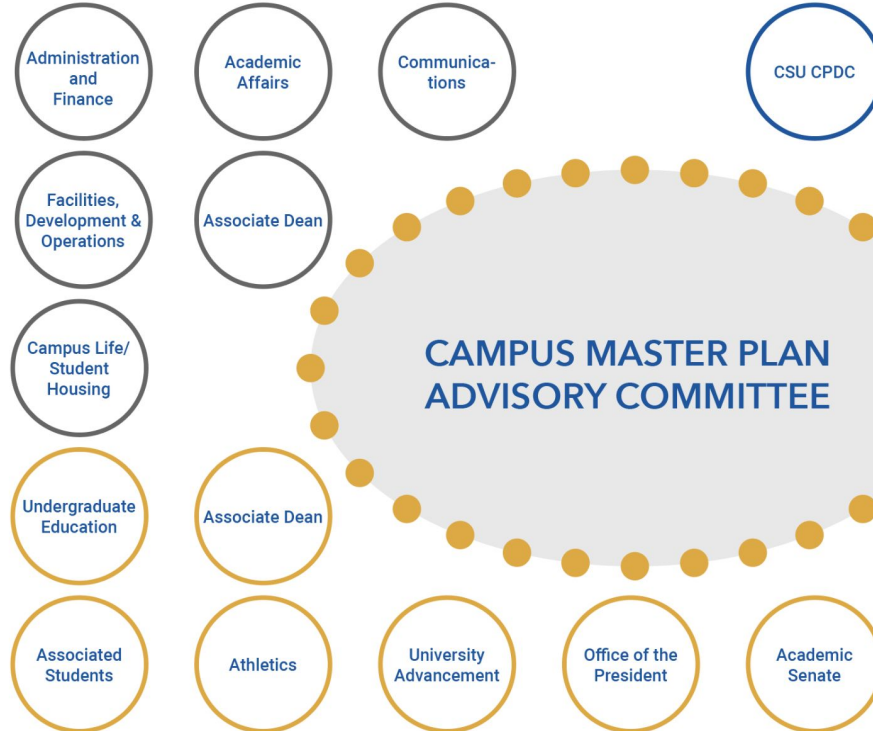 Administration
and
Finance
Academic
Affairs
Communica-
tions
CSU CPDC
Facilities,
Development &
Operations
Associate Dean
Campus Life/
Student
Housing
CAMPUS MASTER PLAN
ADVISORY COMMITTEE
Undergraduate
Education
Associate Dean
Associated
Students
Athletics
University
Advancement
Office of the
President
Academic
Senate